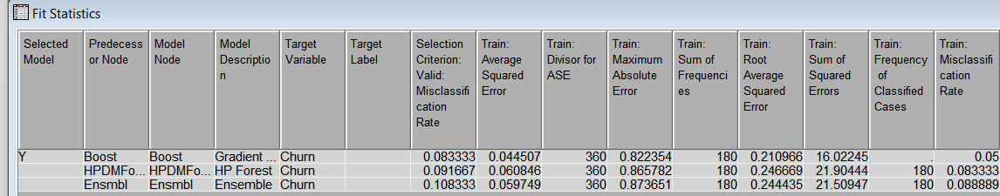 Fit Statistics
Selected Model Predecess or Node Model Node Model Descriptio n Target Variable Target Label Selection Criterion: Valid: Misclassifi cation Rate Train: Average Squared Error Train: Divisor for ASE Train: Maximum Absolute Error Train: Sum of Frequenci es Train: Root Average Squared Error Train: Sum of Squared Errors Train: Frequency of Classified Cases Train: Misclassifi cation Rate
Y Boost Boost Gradient ... Churn 0.083333 0.044507 360 0.822354 180 0.210966 16.02245 . 0.05
HPDMFo... HPDMFo... HP Forest Churn 0.091667 0.060846 360 0.865782 180 0.246669 21.90444 180 0.083333
Ensmbl Ensmbl Ensemble Churn 0.108333 0.059749 360 0.873651 180 0.244435 21.50947 180 0.088889